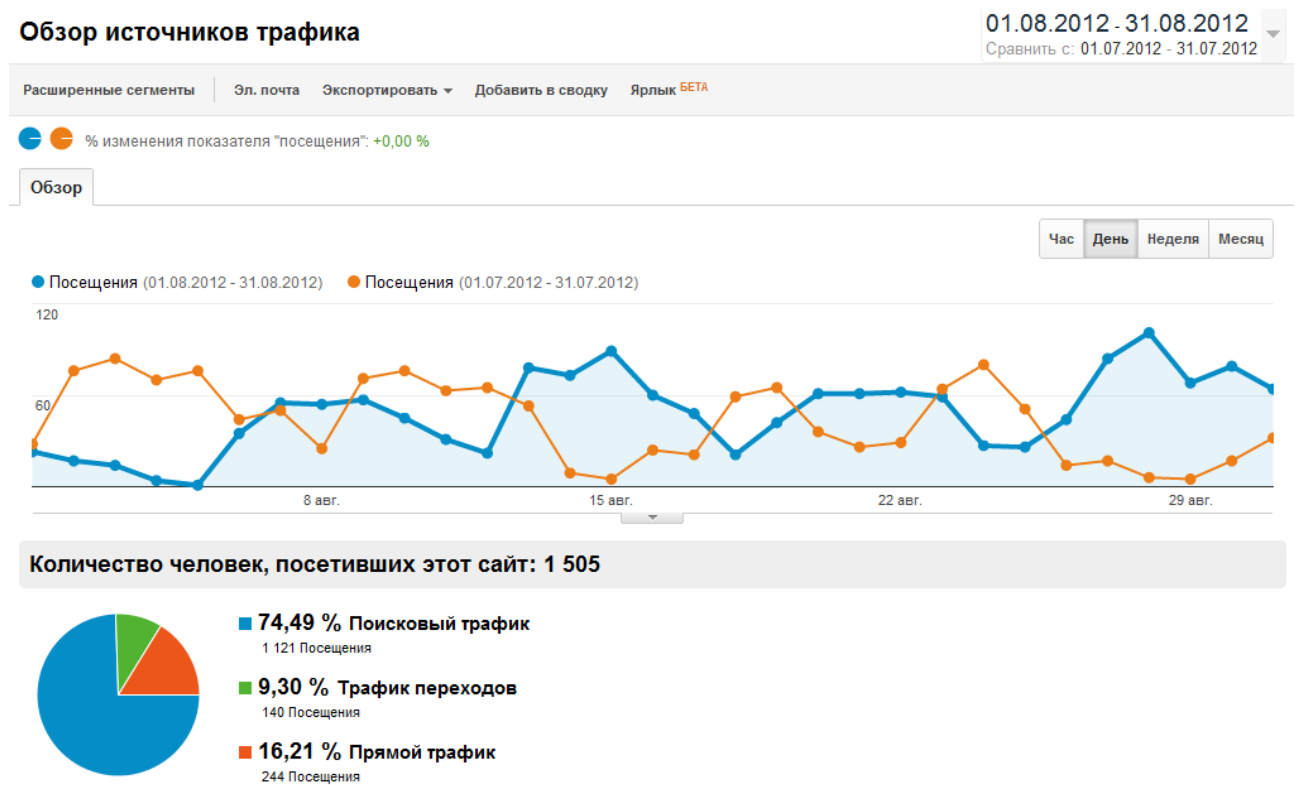 Обзор источников трафика
01.08.2012 - 31.08.2012
Сравнить с: 01.07.2012 - 31.07.2012
Расширенные сегменты Эл. почта Экспортировать Добавить в сводку Ярлык БЕТА
% изменения показателя "посещения": +0,00 %
Обзор
Час День Неделя Месяц
Посещения (01.08.2012 - 31.08.2012) Посещения (01.07.2012 - 31.07.2012)
120
60
8 авг. 15 авг. 22 авг. 29 авг.
Количество человек, посетивших этот сайт: 1 505
74,49 % Поисковый трафик
1 121 Посещения
9,30 % Трафик переходов
140 Посещения
16,21 % Прямой трафик
244 Посещения